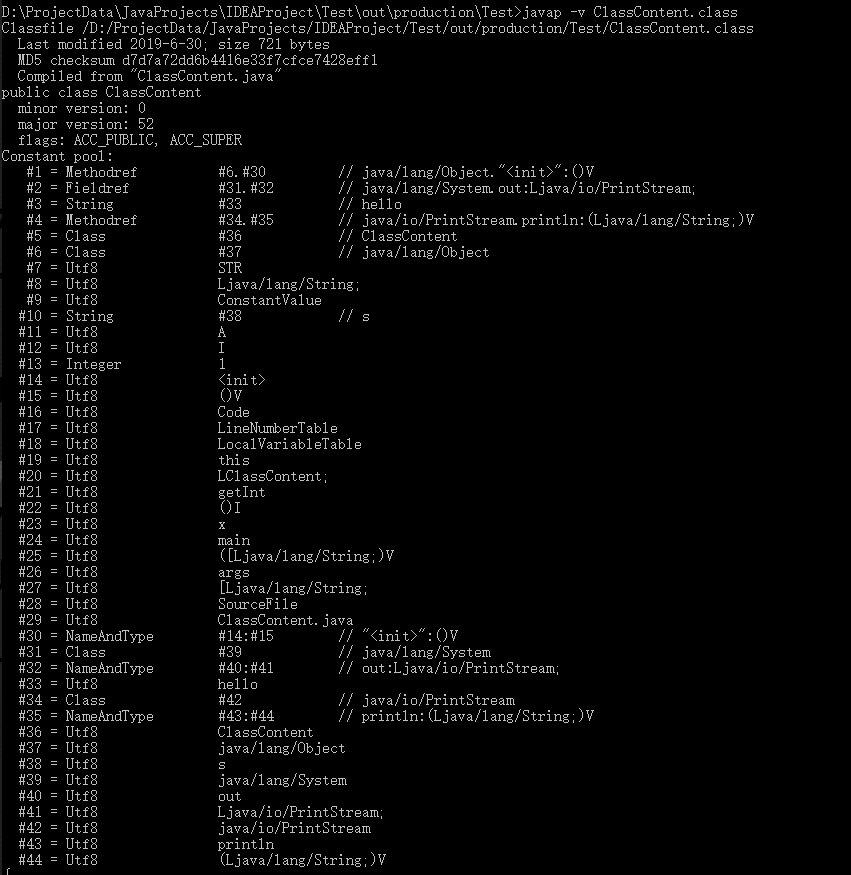 D:\ProjectData\JavaProjects\IDEAProject\Test\out\production\Test>javap -v ClassContent.class
Classfile /D:/ProjectData/JavaProjects/IDEAProject/Test/out/production/Test/ClassContent.class
  Last modified 2019-6-30; size 721 bytes
  MD5 checksum d7d7a72dd6b4416e33f7cfce7428eff1
  Compiled from "ClassContent.java"
public class ClassContent
  minor version: 0
  major version: 52
  flags: ACC_PUBLIC, ACC_SUPER
Constant pool:
   #1 = Methodref          #6.#30         // java/lang/Object."<init>":()V
   #2 = Fieldref           #31.#32        // java/lang/System.out:Ljava/io/PrintStream;
   #3 = String             #33            // hello
   #4 = Methodref          #34.#35        // java/io/PrintStream.println:(Ljava/lang/String;)V
   #5 = Class              #36            // ClassContent
   #6 = Class              #37            // java/lang/Object
   #7 = Utf8               STR
   #8 = Utf8               Ljava/lang/String;
   #9 = Utf8               ConstantValue
  #10 = String             #38            // s
  #11 = Utf8               A
  #12 = Utf8               I
  #13 = Integer            1
  #14 = Utf8               <init>
  #15 = Utf8               ()V
  #16 = Utf8               Code
  #17 = Utf8               LineNumberTable
  #18 = Utf8               LocalVariableTable
  #19 = Utf8               this
  #20 = Utf8               LClassContent;
  #21 = Utf8               getInt
  #22 = Utf8               ()I
  #23 = Utf8               x
  #24 = Utf8               main
  #25 = Utf8               ([Ljava/lang/String;)V
  #26 = Utf8               args
  #27 = Utf8               [Ljava/lang/String;
  #28 = Utf8               SourceFile
  #29 = Utf8               ClassContent.java
  #30 = NameAndType        #14:#15        // "<init>":()V
  #31 = Class              #39            // java/lang/System
  #32 = NameAndType        #40:#41        // out:Ljava/io/PrintStream;
  #33 = Utf8               hello
  #34 = Class              #42            // java/io/PrintStream
  #35 = NameAndType        #43:#44        // println:(Ljava/lang/String;)V
  #36 = Utf8               ClassContent
  #37 = Utf8               java/lang/Object
  #38 = Utf8               s
  #39 = Utf8               java/lang/System
  #40 = Utf8               out
  #41 = Utf8               Ljava/io/PrintStream;
  #42 = Utf8               java/io/PrintStream
  #43 = Utf8               println
  #44 = Utf8               (Ljava/lang/String;)V